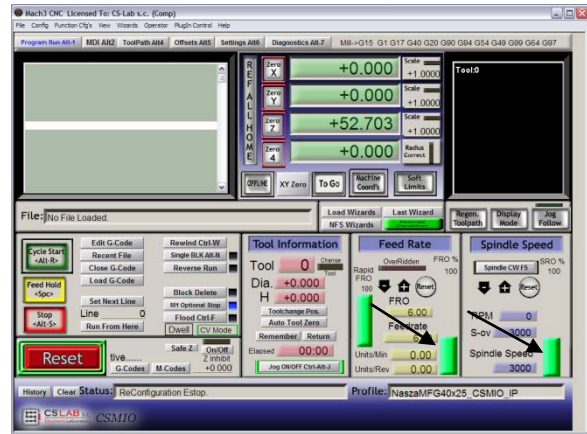 Mach3 CNC Licensed To: CS-Lab s.c. (Comp)
File Config Function Cfg's View Wizards Operator PlugIn Control Help
Program Run Alt-1 MDI Alt2 ToolPath Alt4 Offsets Alt5 Settings Alt6 Diagnostics Alt-7 Mill->G15 G1 G17 G40 G20 G90 G94 G54 G49 G99 G64 G97
REF ALL HOME
Zero X +0.000 Scale +1.0000
Zero Y +0.000 Scale +1.0000
Zero Z +52.703 Scale +1.0000
Zero 4 +0.000 Radius Correct
OFFLINE XY Zero To Go Machine Coord's Soft Limits
Tool:0
File: No File Loaded.
Load Wizards Last Wizard
NFS Wizards
Regen. Toolpath Display Mode Jog Follow
Cycle Start <Alt-R>
Feed Hold <Spc>
Stop <Alt-S>
Edit G-Code Rewind Ctrl-W
Recent File Single BLK Alt-N
Close G-Code Reverse Run
Load G-Code
Block Delete
Set Next Line M1 Optional Stop
Line 0 Flood Ctrl-F
Run From Here Dwell CV Mode
Reset
tive......
G-Codes M-Codes
Safe Z On/Off
Z Inhibit
+0.000
Tool Information
Tool 0 Change Tool
Dia. +0.000
H +0.000
Toolchange Pos.
Auto Tool Zero
Remember Return
Elapsed 00:00
Jog ON/OFF Ctrl-Alt-J
Feed Rate
OverRidden FRO %
Rapid FRO 100 100
Reset
FRO
6.00
Feedrate
Units/Min 0.00
Units/Rev 0.00
Spindle Speed
Spindle CW F5 SRO % 100
Reset
RPM 0
S-ov 3000
Spindle Speed
3000
History Clear Status: ReConfiguration Estop.
Profile: NaszaMFG40x25_CSMIO_IP
CSLAB s.c. CSMIO